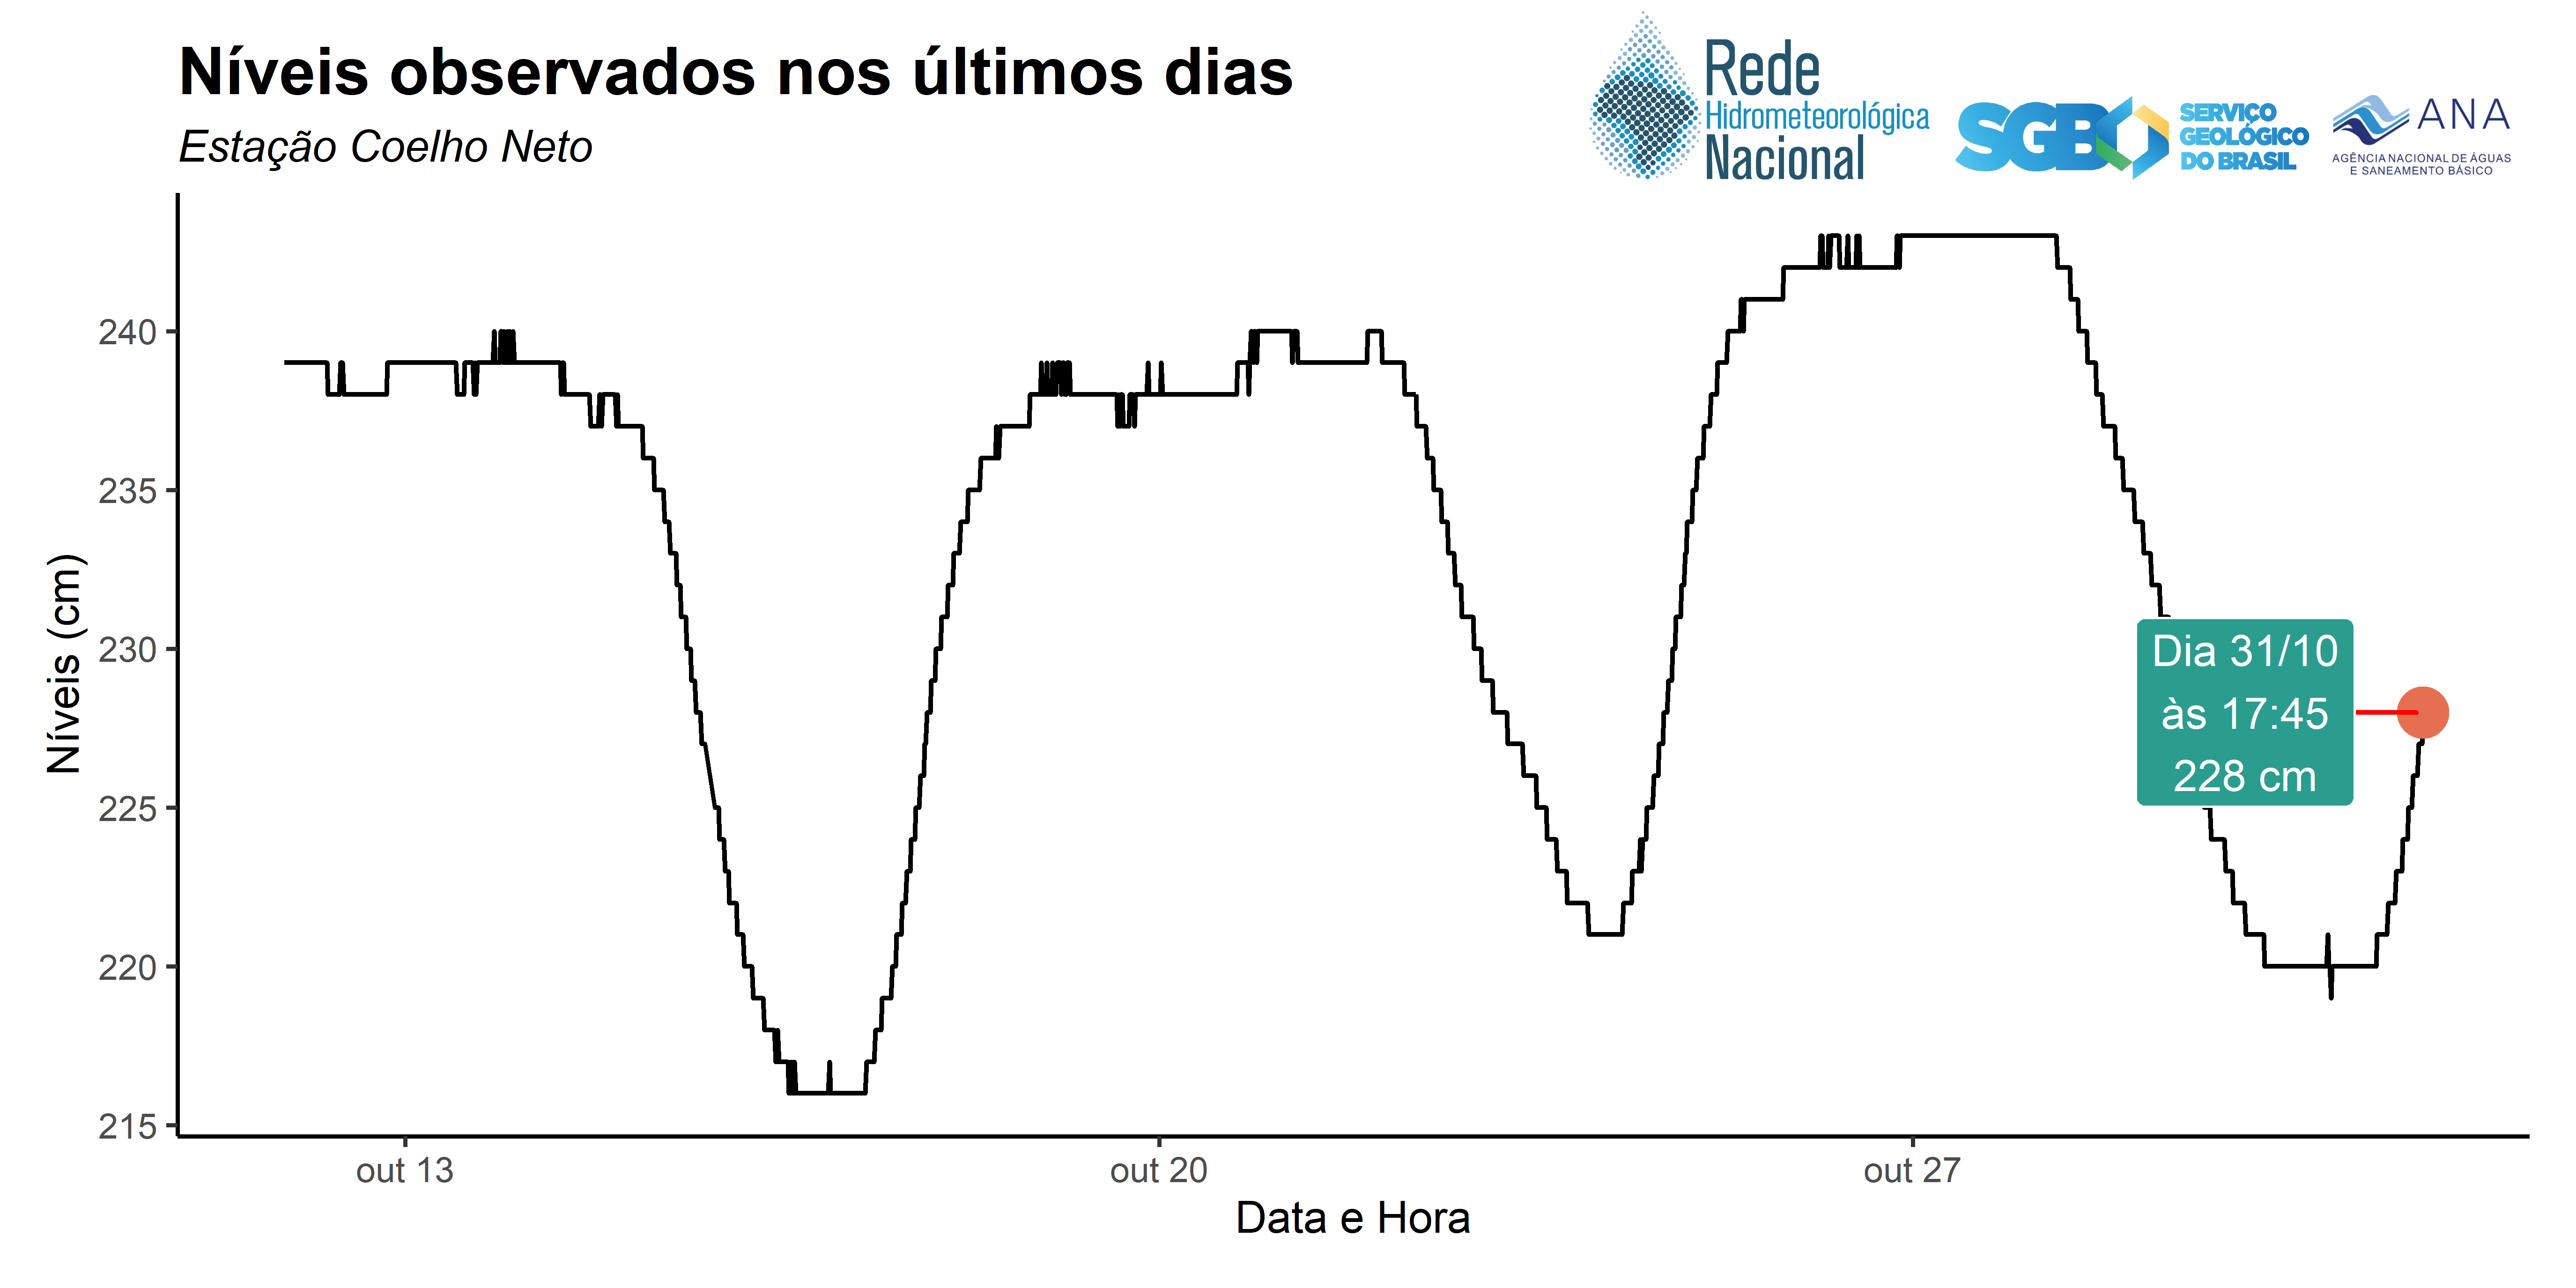 Níveis observados nos últimos dias
Estação Coelho Neto
Rede
Hidrometeorológica
Nacional
SGB
SERVIÇO
GEOLÓGICO
DO BRASIL
ANA
AGÊNCIA NACIONAL DE ÁGUAS
E SANEAMENTO BÁSICO
Níveis (cm)
240
235
230
225
220
215
Dia 31/10
às 17:45
228 cm
out 13
out 20
out 27
Data e Hora